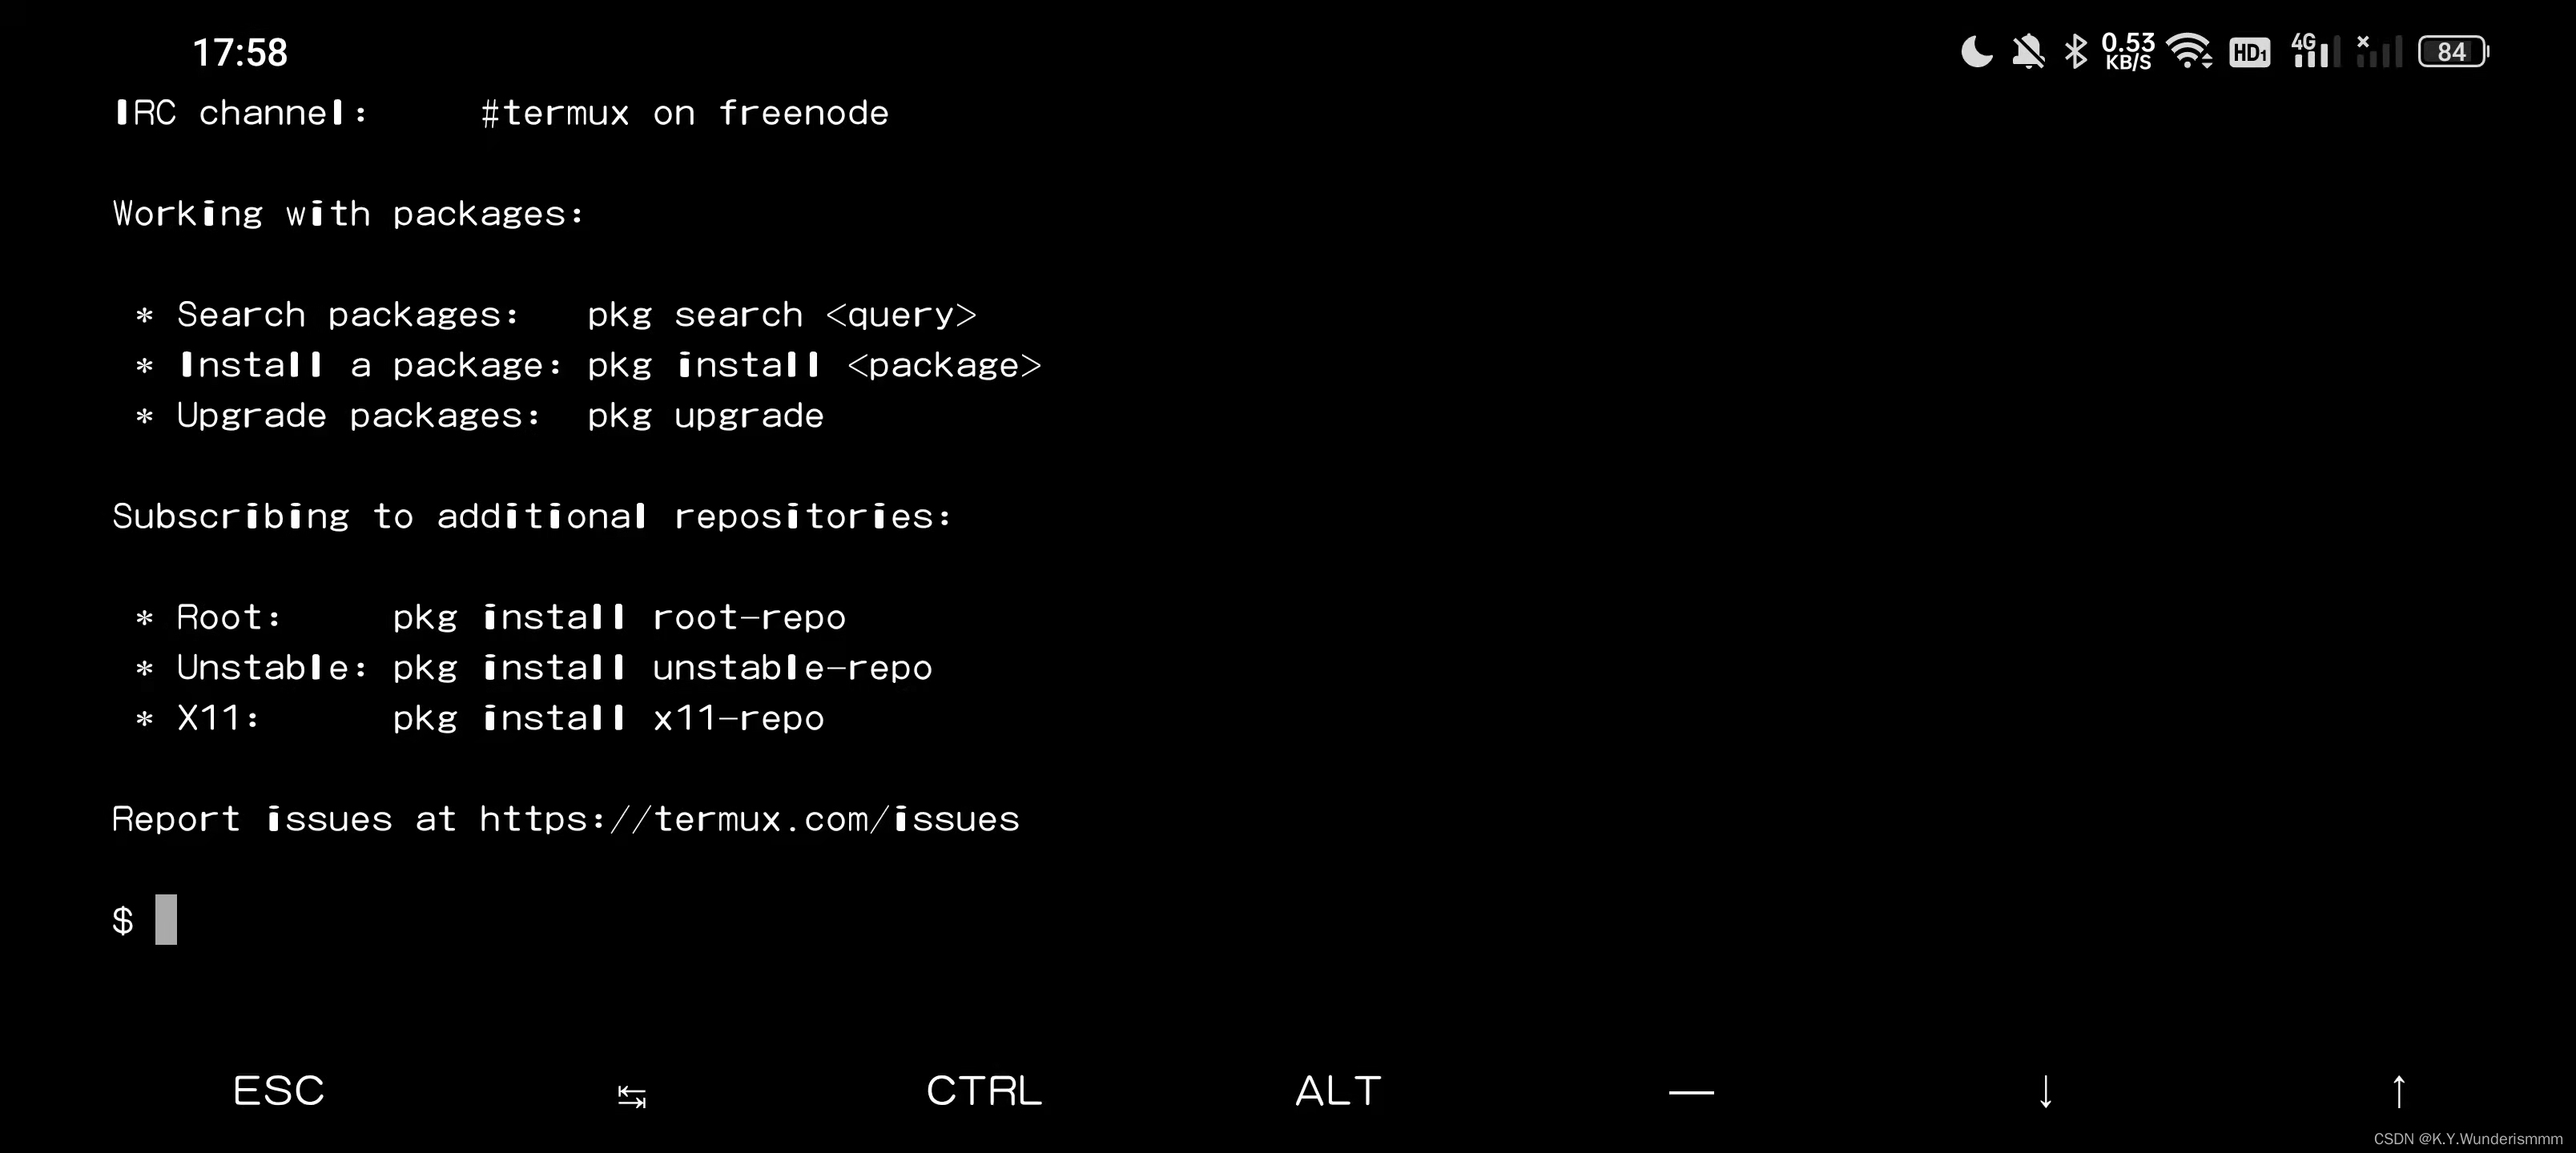 17:58
0.53 KB/S HD1 4G 84
IRC channel: #termux on freenode
Working with packages:
* Search packages: pkg search <query>
* Install a package: pkg install <package>
* Upgrade packages: pkg upgrade
Subscribing to additional repositories:
* Root: pkg install root-repo
* Unstable: pkg install unstable-repo
* X11: pkg install x11-repo
Report issues at https://termux.com/issues
$
ESC ↹ CTRL ALT — ↓ ↑
CSDN @K.Y.Wunderismmm